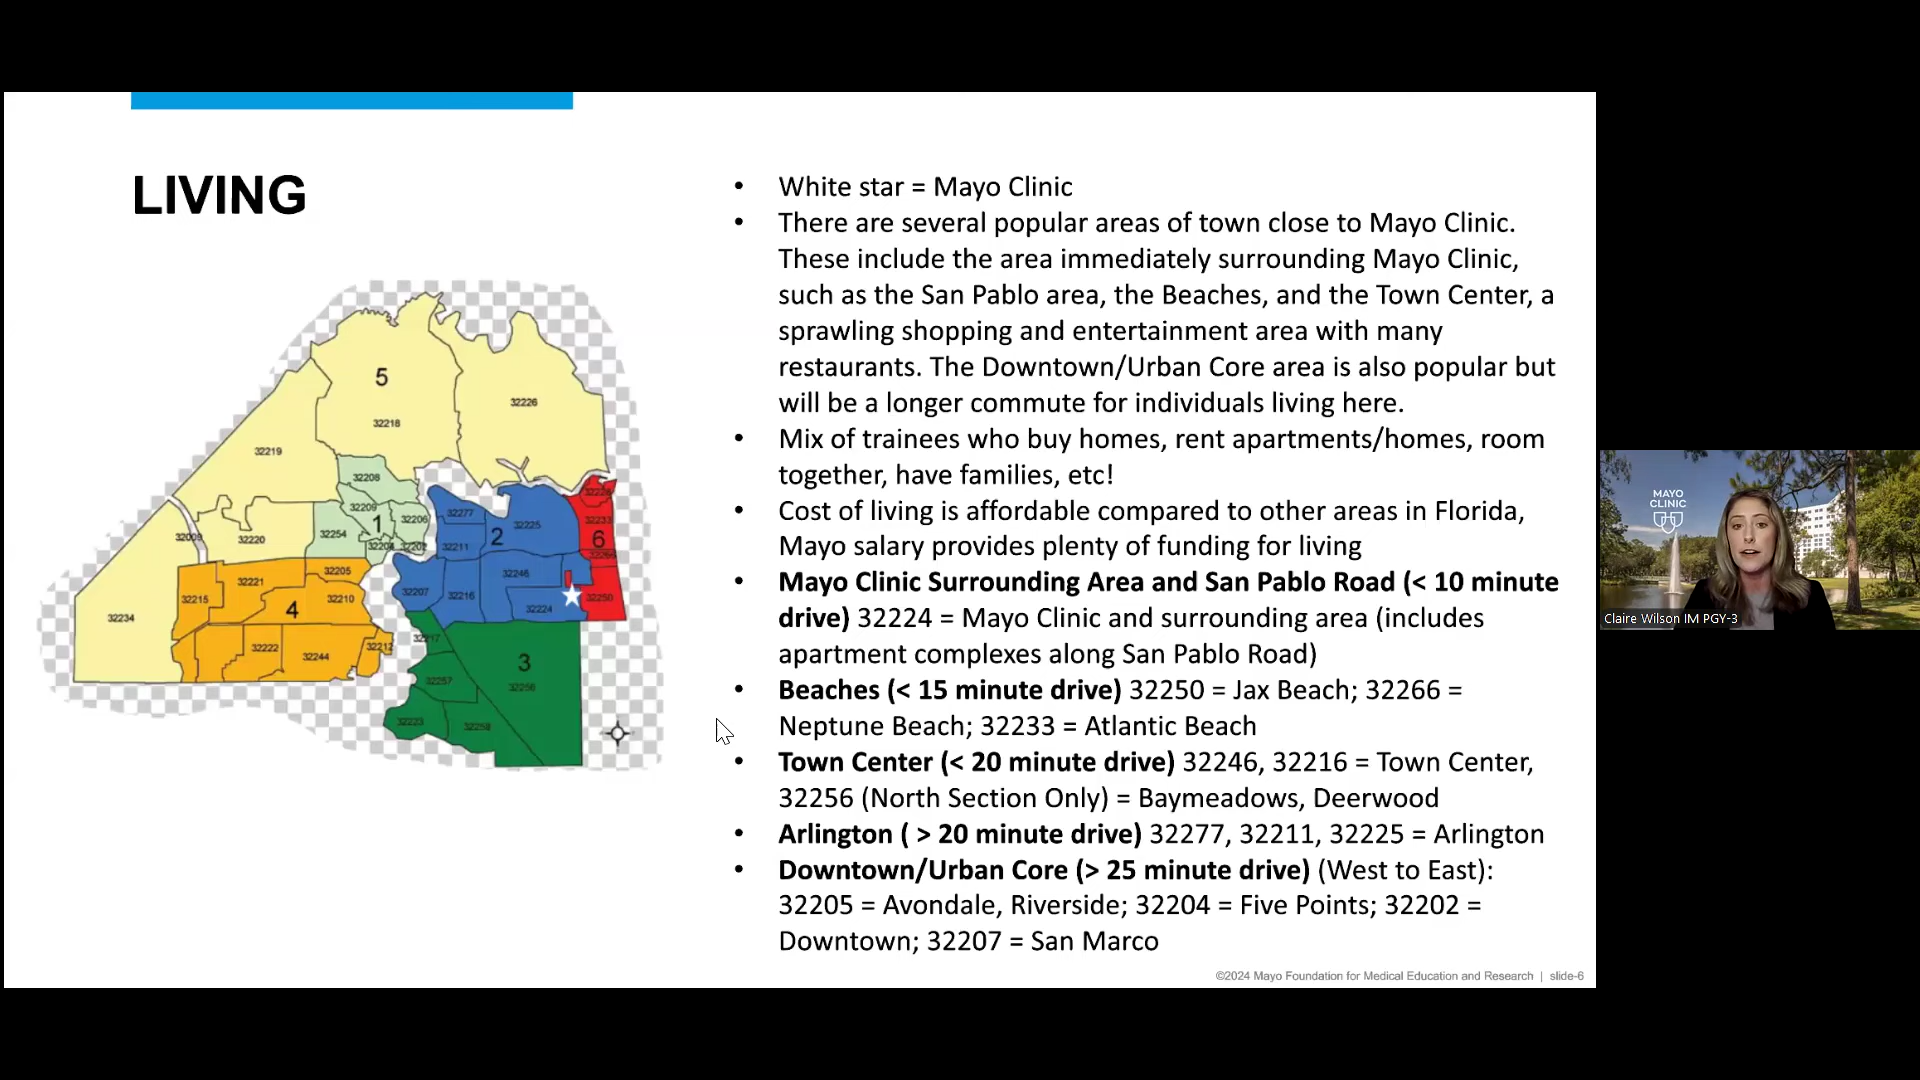 LIVING
• White star = Mayo Clinic
• There are several popular areas of town close to Mayo Clinic.
These include the area immediately surrounding Mayo Clinic,
such as the San Pablo area, the Beaches, and the Town Center, a
sprawling shopping and entertainment area with many
restaurants. The Downtown/Urban Core area is also popular but
will be a longer commute for individuals living here.
• Mix of trainees who buy homes, rent apartments/homes, room
together, have families, etc!
• Cost of living is affordable compared to other areas in Florida,
Mayo salary provides plenty of funding for living
• Mayo Clinic Surrounding Area and San Pablo Road (< 10 minute
drive) 32224 = Mayo Clinic and surrounding area (includes
apartment complexes along San Pablo Road)
• Beaches (< 15 minute drive) 32250 = Jax Beach; 32266 =
Neptune Beach; 32233 = Atlantic Beach
• Town Center (< 20 minute drive) 32246, 32216 = Town Center,
32256 (North Section Only) = Baymeadows, Deerwood
• Arlington ( > 20 minute drive) 32277, 32211, 32225 = Arlington
• Downtown/Urban Core (> 25 minute drive) (West to East):
32205 = Avondale, Riverside; 32204 = Five Points; 32202 =
Downtown; 32207 = San Marco
5
32226
32218
32219
32208
32209
1
32206
32254
32204
32202
32009
32220
32277
2
32225
32211
32233
6
32205
32221
32215
32210
4
32207
32216
32246
32224
32250
32234
32222
32244
32212
32217
3
32256
32257
32223
32258
©2024 Mayo Foundation for Medical Education and Research | slide-6
MAYO
CLINIC
Claire Wilson IM PGY-3